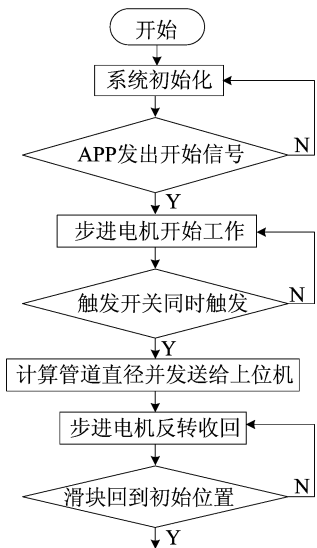 开始
系统初始化
APP发出开始信号
N
Y
步进电机开始工作
触发开关同时触发
N
Y
计算管道直径并发送给上位机
步进电机反转收回
滑块回到初始位置
N
Y